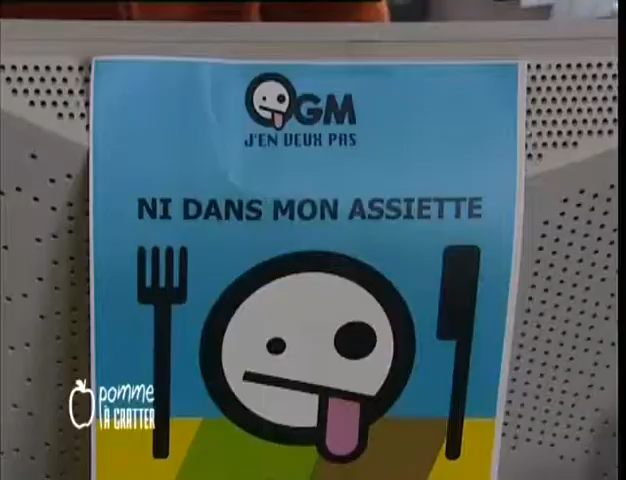 OGM
J'EN VEUX PAS
NI DANS MON ASSIETTE
pomme
À GRATTER